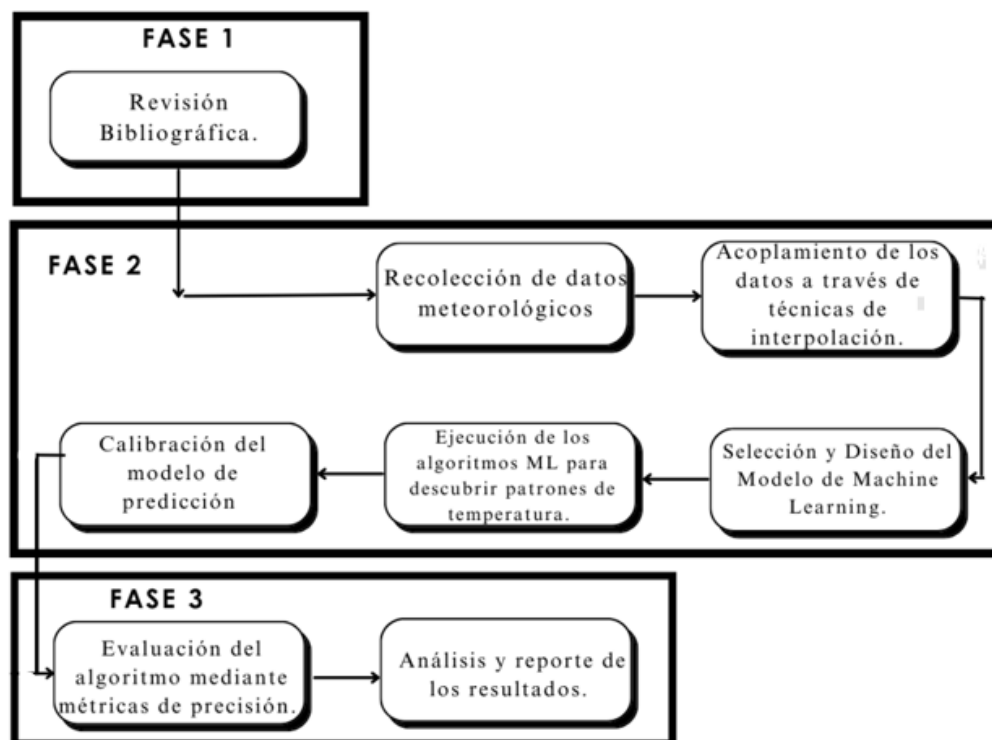 FASE 1
Revisión
Bibliográfica.
FASE 2
Recolección de datos
meteorológicos
Acoplamiento de los
datos a través de
técnicas de
interpolación.
Selección y Diseño del
Modelo de Machine
Learning.
Ejecución de los
algoritmos ML para
descubrir patrones de
temperatura.
Calibración del
modelo de
predicción
FASE 3
Evaluación del
algoritmo mediante
métricas de precisión.
Análisis y reporte de
los resultados.